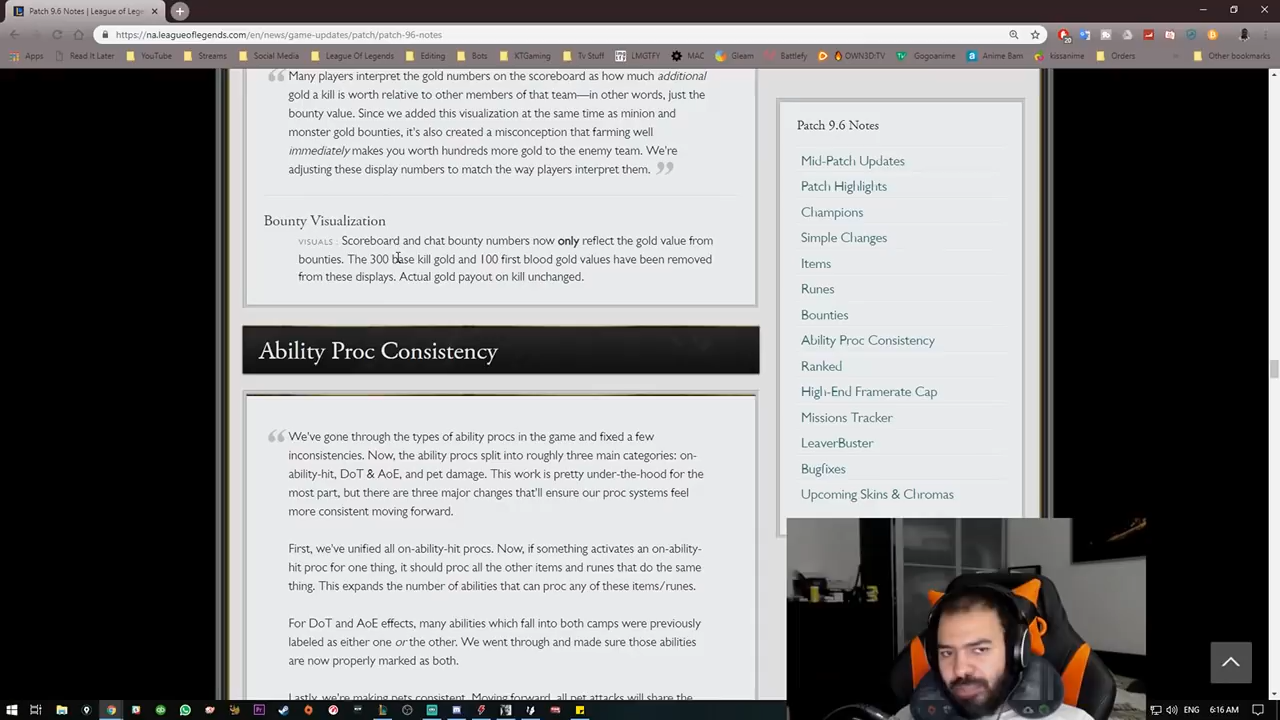 Patch 9.6 Notes | League of Leg
https://na.leagueoflegends.com/en/news/game-updates/patch/patch-96-notes
Apps Read It Later YouTube Streams Social Media League Of Legends Editing Bots KTGaming Tv Stuff LMGTFY MAC Gleam Battlefy OWN3D:TV Gogoanime Anime Bam kissanime Orders Other bookmarks
Many players interpret the gold numbers on the scoreboard as how much additional
gold a kill is worth relative to other members of that team—in other words, just the
bounty value. Since we added this visualization at the same time as minion and
monster gold bounties, it's also created a misconception that farming well
immediately makes you worth hundreds more gold to the enemy team. We're
adjusting these display numbers to match the way players interpret them.
Bounty Visualization
VISUALS Scoreboard and chat bounty numbers now only reflect the gold value from
bounties. The 300 base kill gold and 100 first blood gold values have been removed
from these displays. Actual gold payout on kill unchanged.
Ability Proc Consistency
We've gone through the types of ability procs in the game and fixed a few
inconsistencies. Now, the ability procs split into roughly three main categories: on-
ability-hit, DoT & AoE, and pet damage. This work is pretty under-the-hood for the
most part, but there are three major changes that'll ensure our proc systems feel
more consistent moving forward.
First, we've unified all on-ability-hit procs. Now, if something activates an on-ability-
hit proc for one thing, it should proc all the other items and runes that do the same
thing. This expands the number of abilities that can proc any of these items/runes.
For DoT and AoE effects, many abilities which fall into both camps were previously
labeled as either one or the other. We went through and made sure those abilities
are now properly marked as both.
Lastly, we're making pets consistent. Moving forward, all pet attacks will share the
Patch 9.6 Notes
Mid-Patch Updates
Patch Highlights
Champions
Simple Changes
Items
Runes
Bounties
Ability Proc Consistency
Ranked
High-End Framerate Cap
Missions Tracker
LeaverBuster
Bugfixes
Upcoming Skins & Chromas
20
ENG 6:16 AM